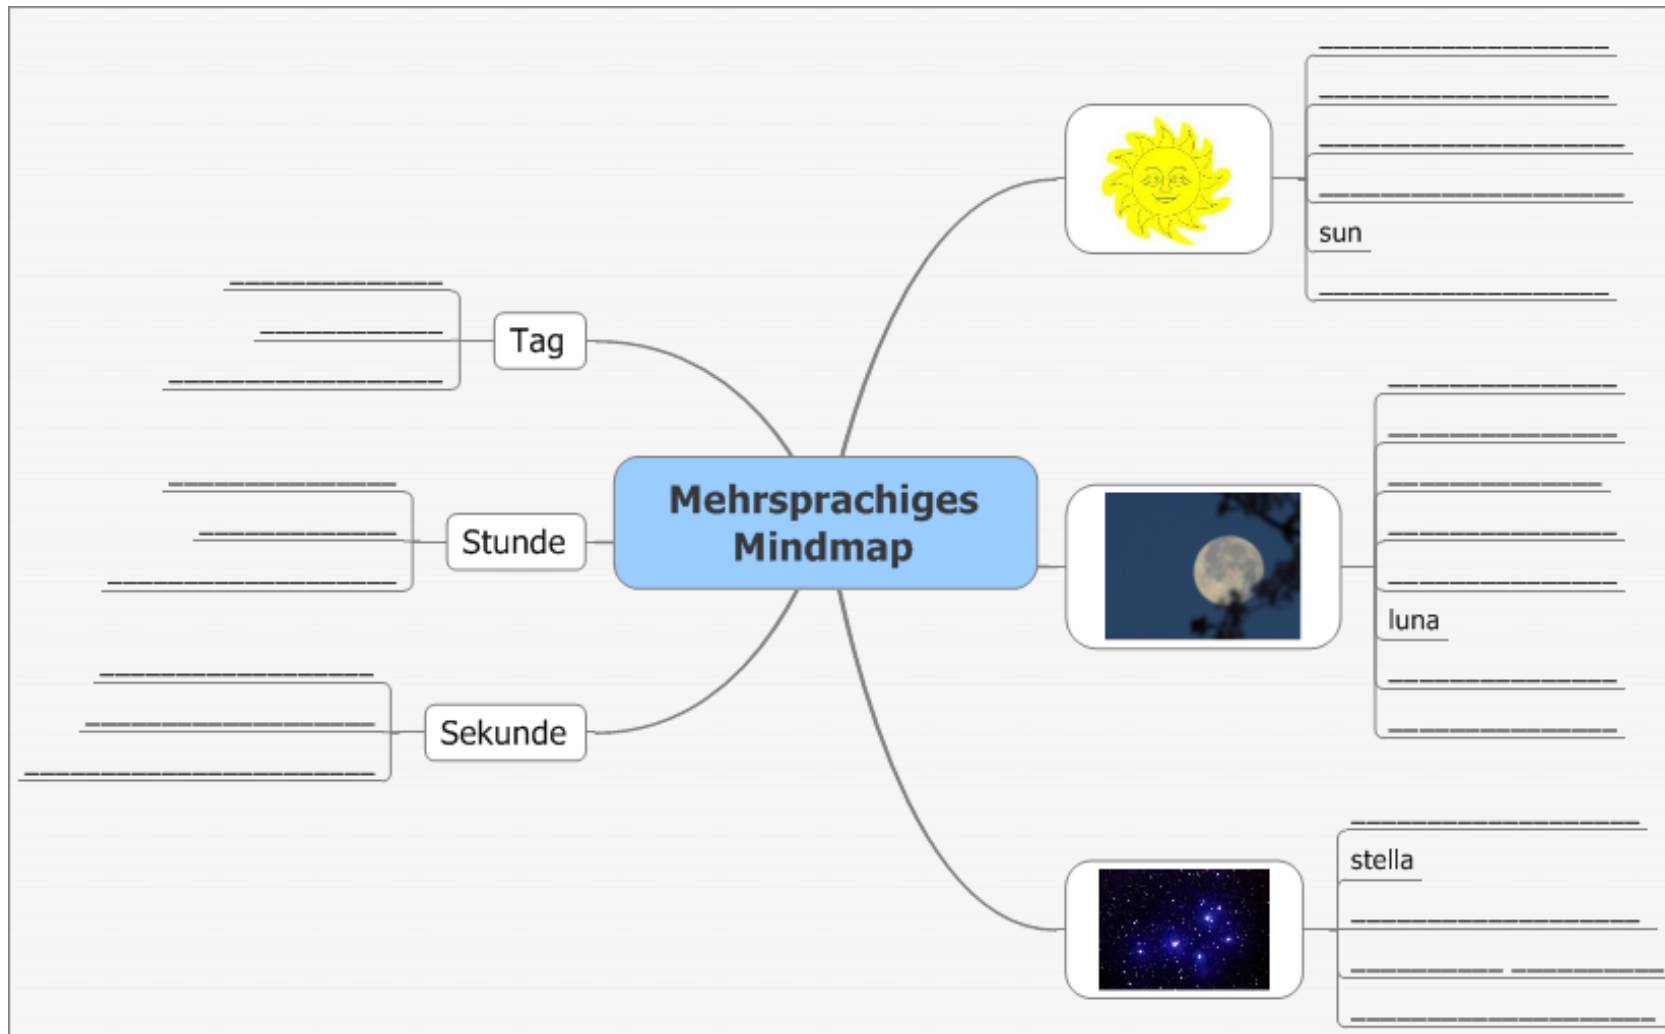 Mehrsprachiges
Mindmap
Tag
Stunde
Sekunde
sun
luna
stella